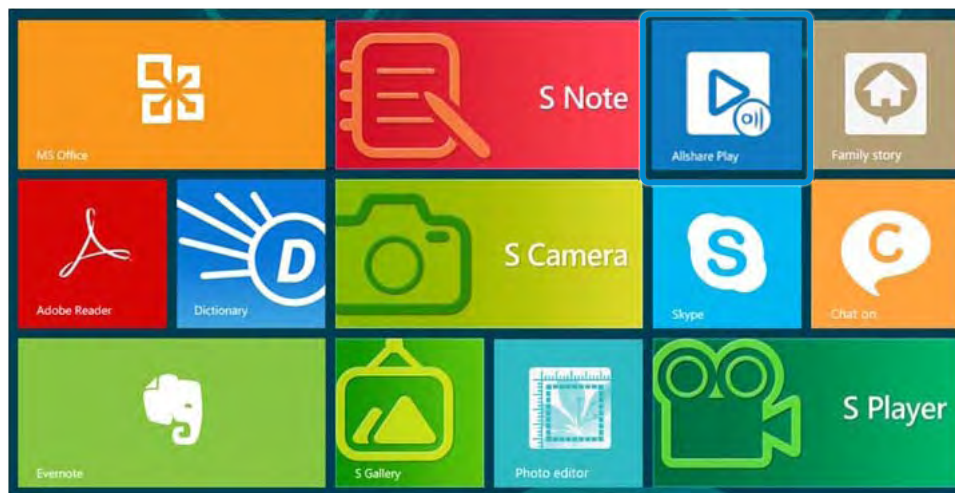 MS Office
S Note
Allshare Play
Family story
Adobe Reader
D
Dictionary
S Camera
S
Skype
C
Chat on
Evernote
S Gallery
Photo editor
S Player